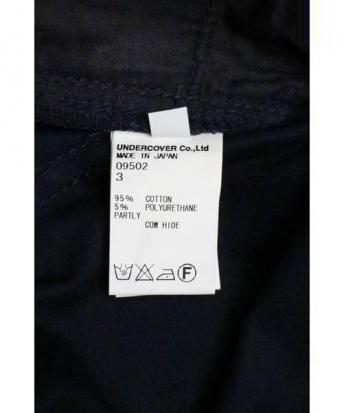 UNDERCOVER Co.,Ltd
MADE IN JAPAN
09502
3
95% COTTON
5% POLYURETHANE
PARTLY
COW HIDE
F